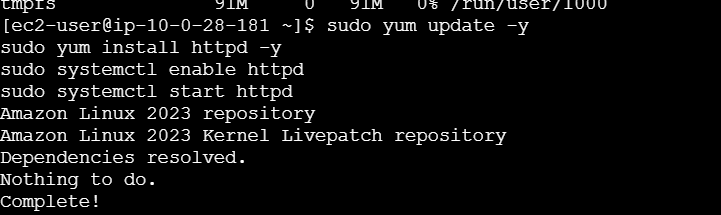 tmpfs 91M 0 91M 0% /run/user/1000
[ec2-user@ip-10-0-28-181 ~]$ sudo yum update -y
sudo yum install httpd -y
sudo systemctl enable httpd
sudo systemctl start httpd
Amazon Linux 2023 repository
Amazon Linux 2023 Kernel Livepatch repository
Dependencies resolved.
Nothing to do.
Complete!